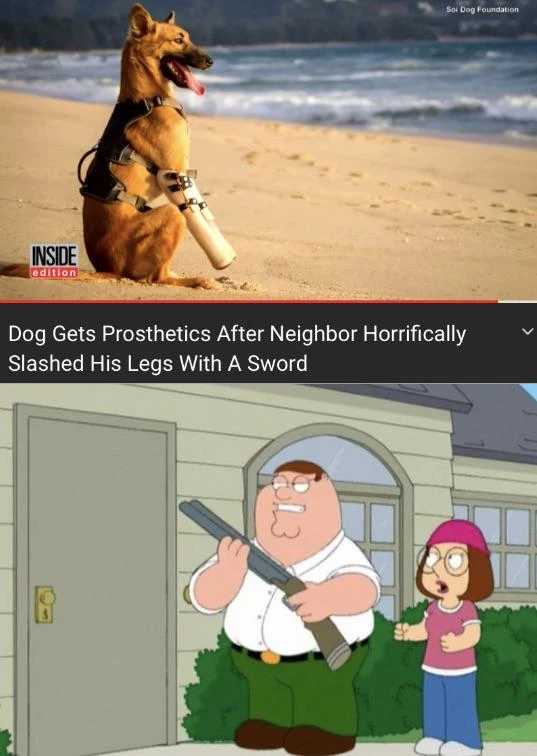 Soi Dog Foundation
INSIDE
edition
Dog Gets Prosthetics After Neighbor Horrifically
Slashed His Legs With A Sword